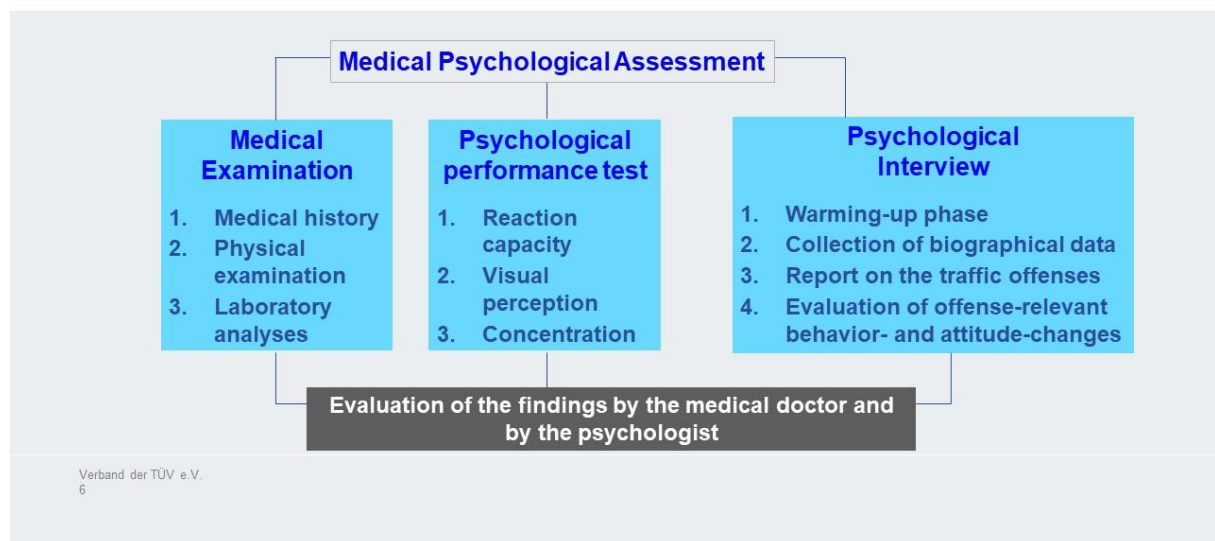 Medical Psychological Assessment
Medical
Examination
1. Medical history
2. Physical
examination
3. Laboratory
analyses
Psychological
performance test
1. Reaction
capacity
2. Visual
perception
3. Concentration
Psychological
Interview
1. Warming-up phase
2. Collection of biographical data
3. Report on the traffic offenses
4. Evaluation of offense-relevant
behavior- and attitude-changes
Evaluation of the findings by the medical doctor and
by the psychologist
Verband der TÜV e.V.
6